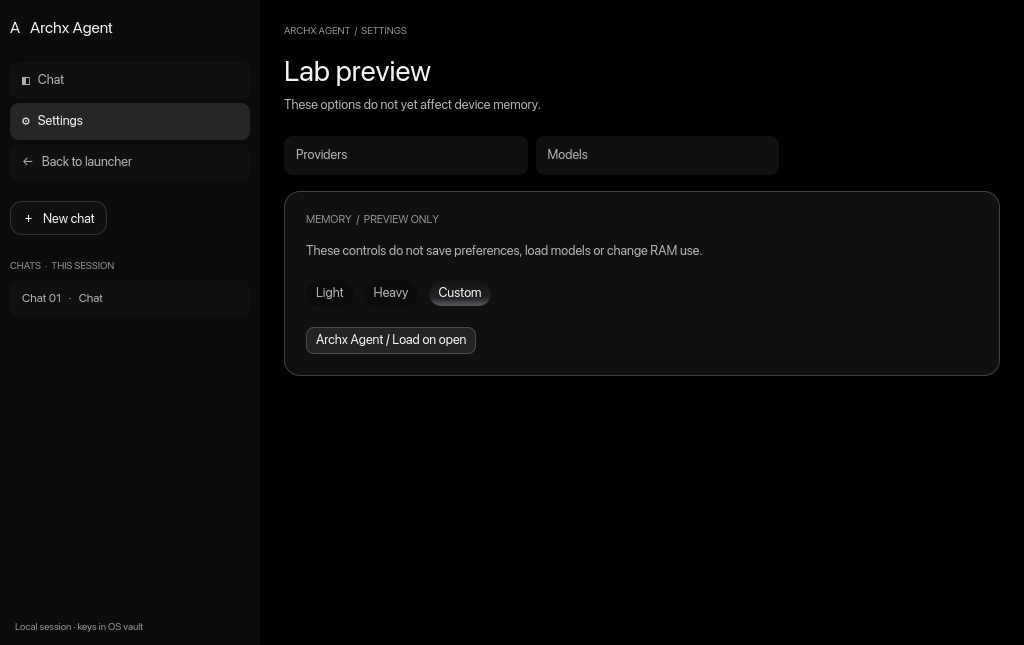 A Archx Agent
Chat
Settings
← Back to launcher
+ New chat
CHATS · THIS SESSION
Chat 01 · Chat
Local session · keys in OS vault
ARCHX AGENT / SETTINGS
Lab preview
These options do not yet affect device memory.
Providers
Models
MEMORY / PREVIEW ONLY
These controls do not save preferences, load models or change RAM use.
Light
Heavy
Custom
Archx Agent / Load on open